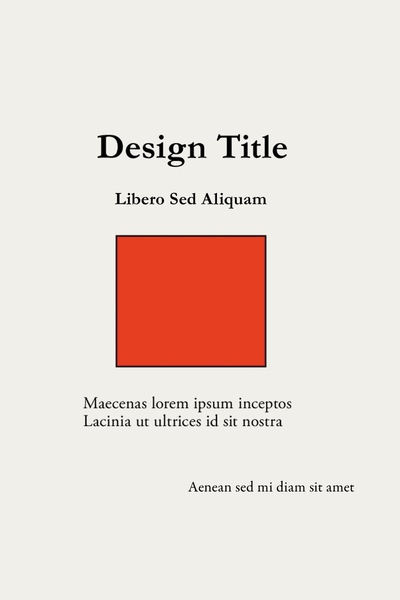 Design Title
Libero Sed Aliquam
Maecenas lorem ipsum inceptos
Lacinia ut ultrices id sit nostra
Aenean sed mi diam sit amet